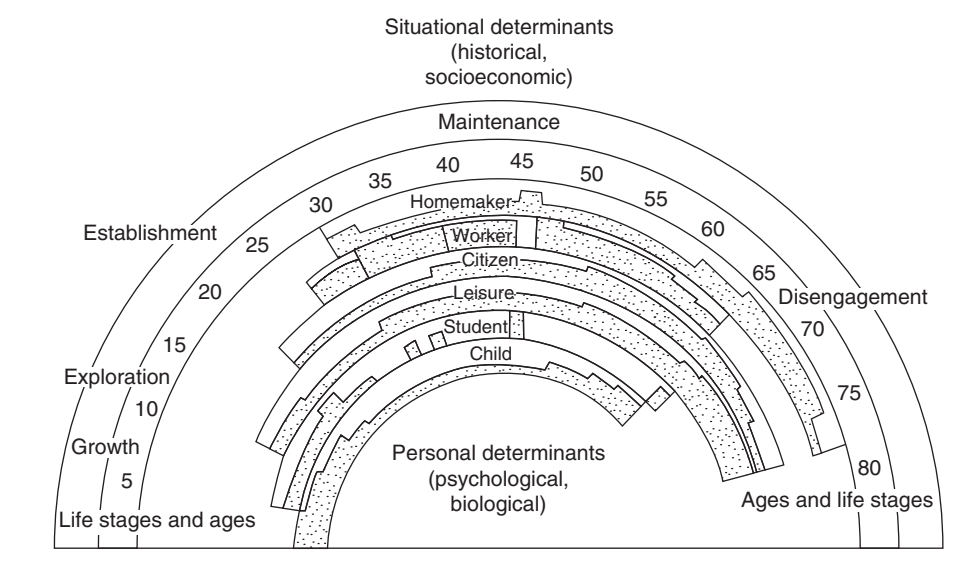 Situational determinants
(historical,
socioeconomic)
Maintenance
Establishment
Exploration
Growth
Life stages and ages
5
10
15
20
25
30
35
40
45
50
55
60
65
70
75
80
Disengagement
Ages and life stages
Homemaker
Worker
Citizen
Leisure
Student
Child
Personal determinants
(psychological,
biological)